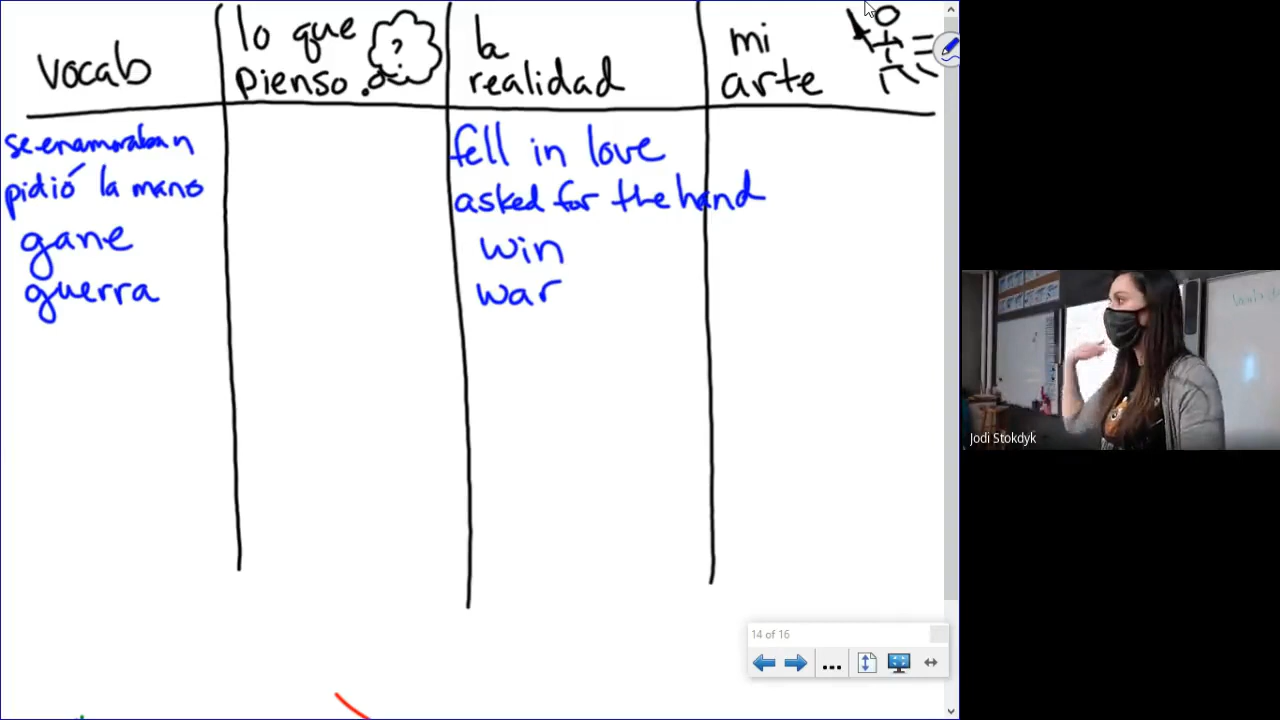 vocab
lo que
pienso.
?
la
realidad
mi
arte
se enamoraban
fell in love
pidió la mano
asked for the hand
gane
win
guerra
war
14 of 16
Jodi Stokdyk